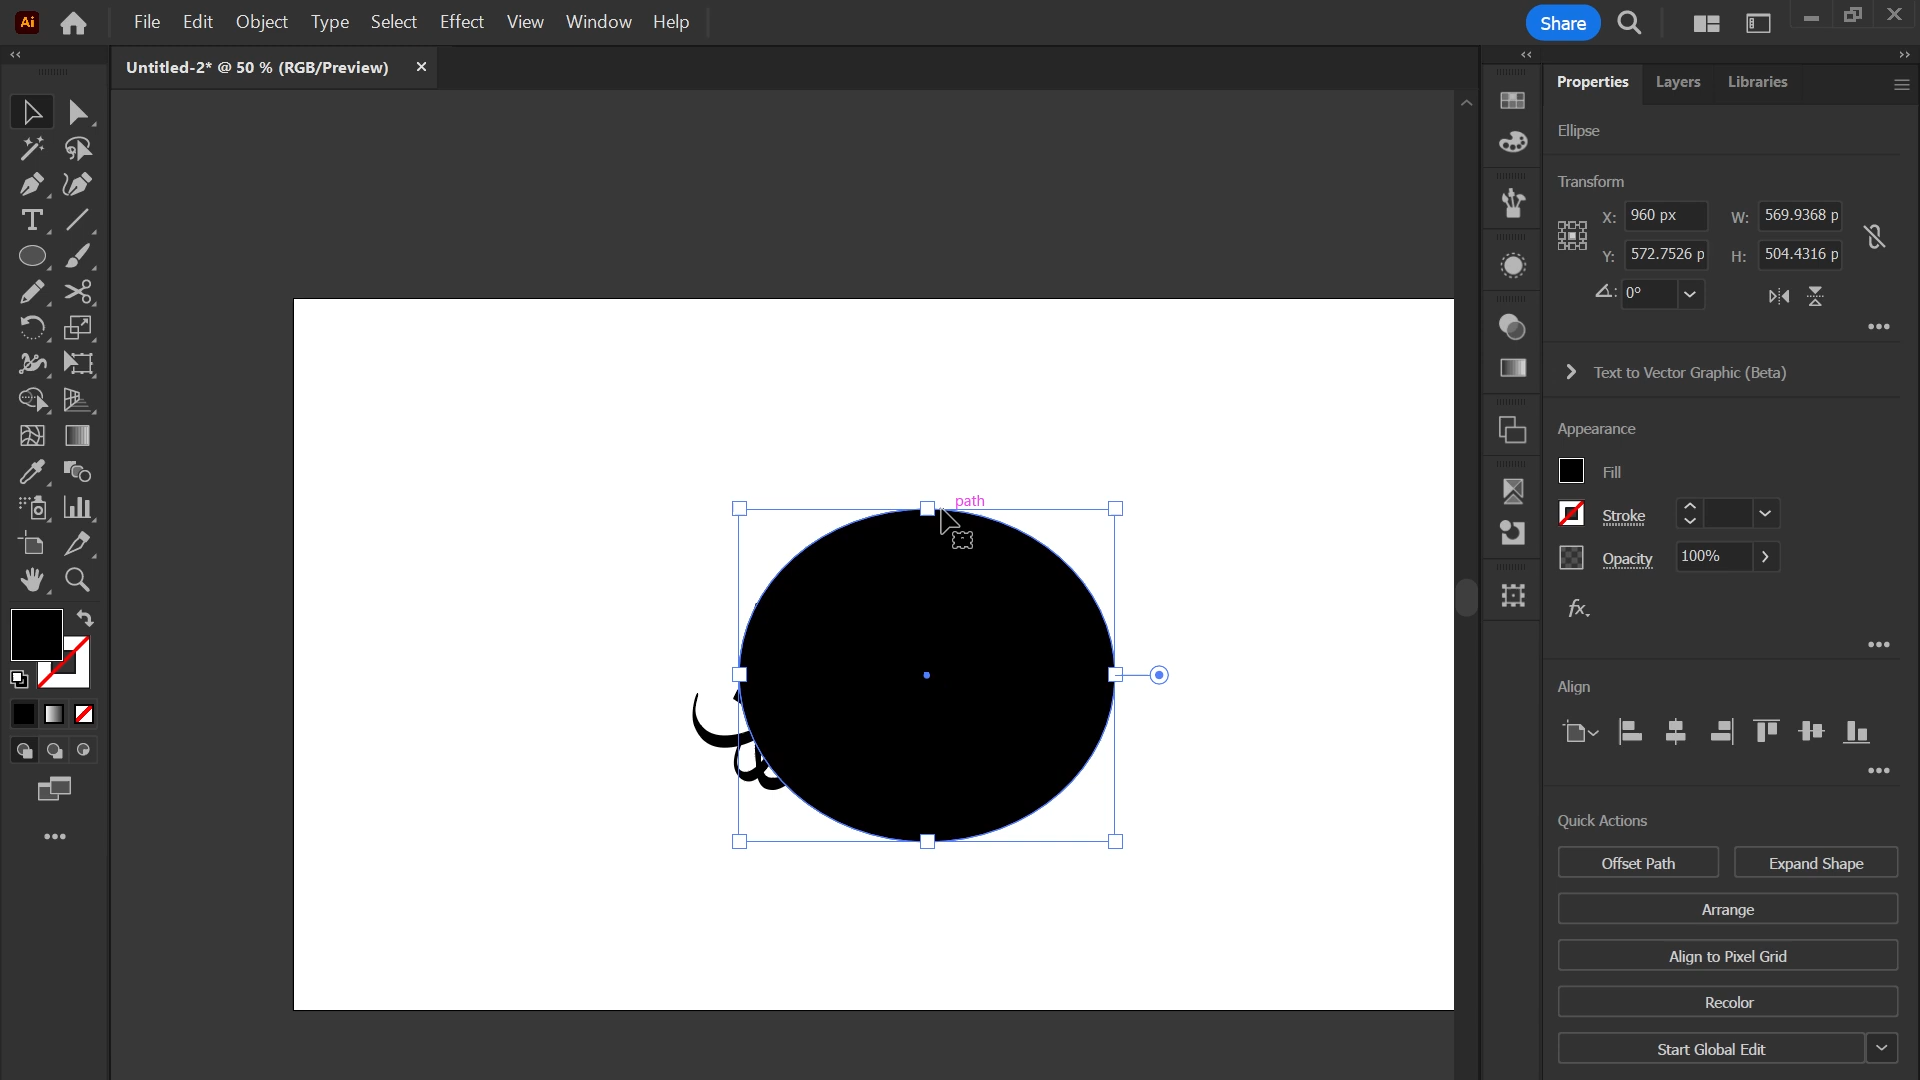 Ai File Edit Object Type Select Effect View Window Help Share
Untitled-2* @ 50 % (RGB/Preview)
Properties Layers Libraries
Ellipse
Transform
X: 960 px W: 569.9368 p
Y: 572.7526 p H: 504.4316 p
0°
Text to Vector Graphic (Beta)
Appearance
Fill
Stroke
Opacity 100%
fx.
Align
Quick Actions
Offset Path Expand Shape
Arrange
Align to Pixel Grid
Recolor
Start Global Edit
path